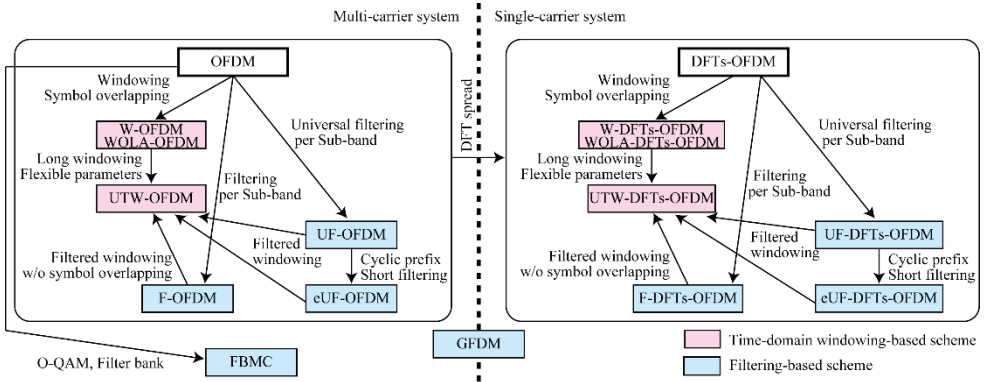 Multi-carrier system
Single-carrier system
OFDM
Windowing
Symbol overlapping
W-OFDM
WOLA-OFDM
Universal filtering
per Sub-band
Long windowing
Flexible parameters
Filtering
per Sub-band
UTW-OFDM
UF-OFDM
Filtered
windowing
Filtered windowing
w/o symbol overlapping
Cyclic prefix
Short filtering
F-OFDM
eUF-OFDM
O-QAM, Filter bank
FBMC
DFT spread
GFDM
DFTs-OFDM
Windowing
Symbol overlapping
W-DFTs-OFDM
WOLA-DFTs-OFDM
Universal filtering
per Sub-band
Long windowing
Flexible parameters
Filtering
per Sub-band
UTW-DFTs-OFDM
UF-DFTs-OFDM
Filtered
windowing
Filtered windowing
w/o symbol overlapping
Cyclic prefix
Short filtering
F-DFTs-OFDM
eUF-DFTs-OFDM
Time-domain windowing-based scheme
Filtering-based scheme